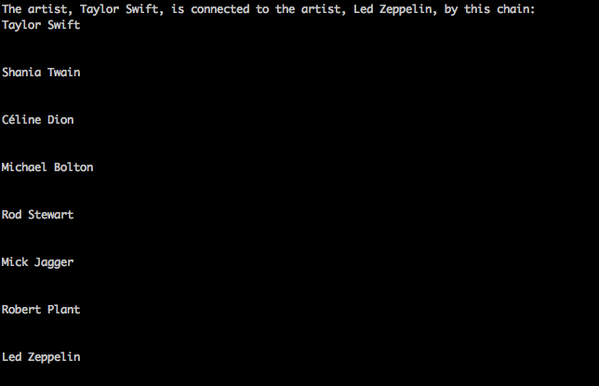 The artist, Taylor Swift, is connected to the artist, Led Zeppelin, by this chain:
Taylor Swift
Shania Twain
Céline Dion
Michael Bolton
Rod Stewart
Mick Jagger
Robert Plant
Led Zeppelin